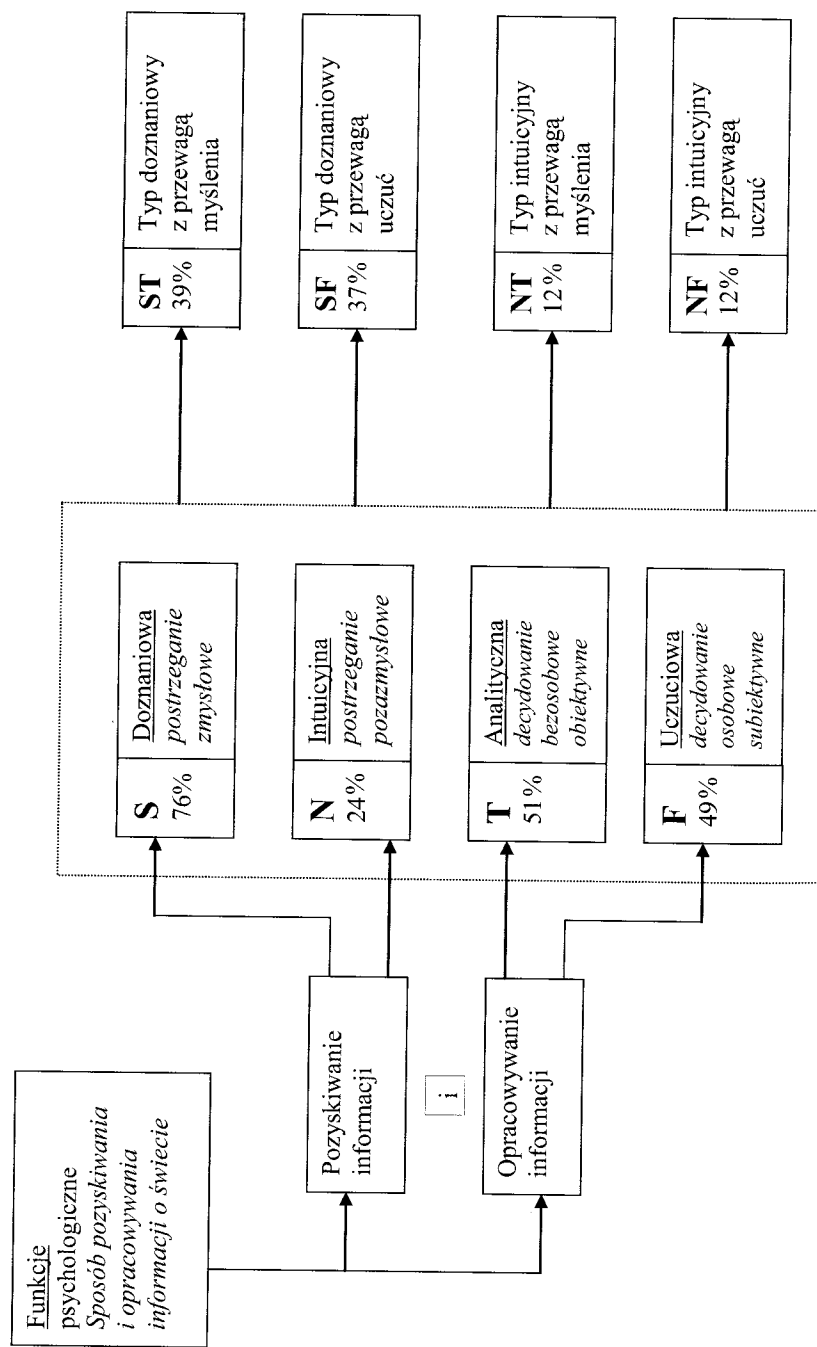 Funkcje
psychologiczne
Sposób pozyskiwania
i opracowywania
informacji o świecie
Pozyskiwanie
informacji
i
Opracowywanie
informacji
S
76%
Doznaniowa
postrzeganie
zmysłowe
N
24%
Intuicyjna
postrzeganie
pozazmysłowe
T
51%
Analityczna
decydowanie
bezosobowe
obiektywne
F
49%
Uczuciowa
decydowanie
osobowe
subiektywne
ST
39%
Typ doznaniowy
z przewagą
myślenia
SF
37%
Typ doznaniowy
z przewagą
uczuć
NT
12%
Typ intuicyjny
z przewagą
myślenia
NF
12%
Typ intuicyjny
z przewagą
uczuć